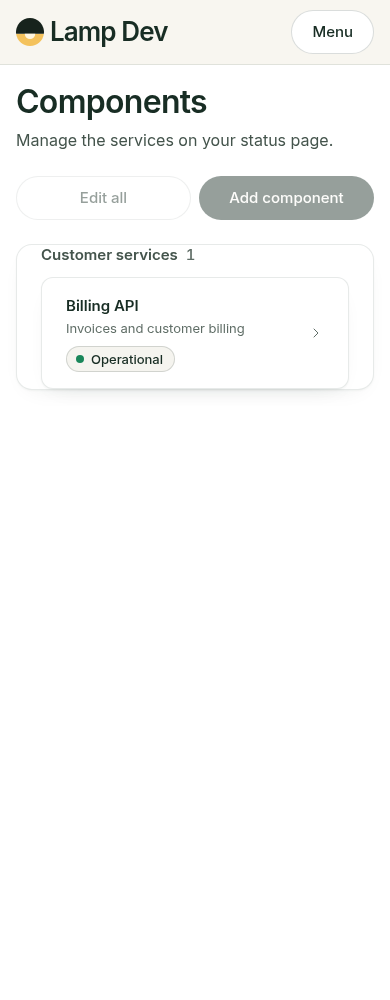 Lamp Dev
Menu
Components
Manage the services on your status page.
Edit all
Add component
Customer services 1
Billing API
Invoices and customer billing
Operational